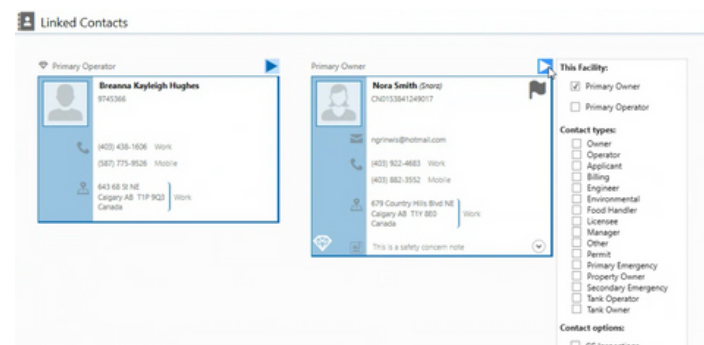 Linked Contacts
Primary Operator
Breanna Kayleigh Hughes
9745366
(403) 438-1606 Work
(587) 775-9526 Mobile
643 68 St NE
Calgary AB T1P 9Q3 Work
Canada
Primary Owner
Nora Smith (Snora)
CN0153841249017
ngrinwis@hotmail.com
(403) 922-4683 Work
(403) 882-3552 Mobile
679 Country Hills Blvd NE
Calgary AB T1Y 8E0 Work
Canada
This is a safety concern note
This Facility:
Primary Owner
Primary Operator
Contact types:
Owner
Operator
Applicant
Billing
Engineer
Environmental
Food Handler
Licensee
Manager
Other
Permit
Primary Emergency
Property Owner
Secondary Emergency
Tank Operator
Tank Owner
Contact options: